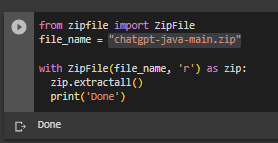 from zipfile import ZipFile
file_name = "chatgpt-java-main.zip"

with ZipFile(file_name, 'r') as zip:
  zip.extractall()
  print('Done')
Done